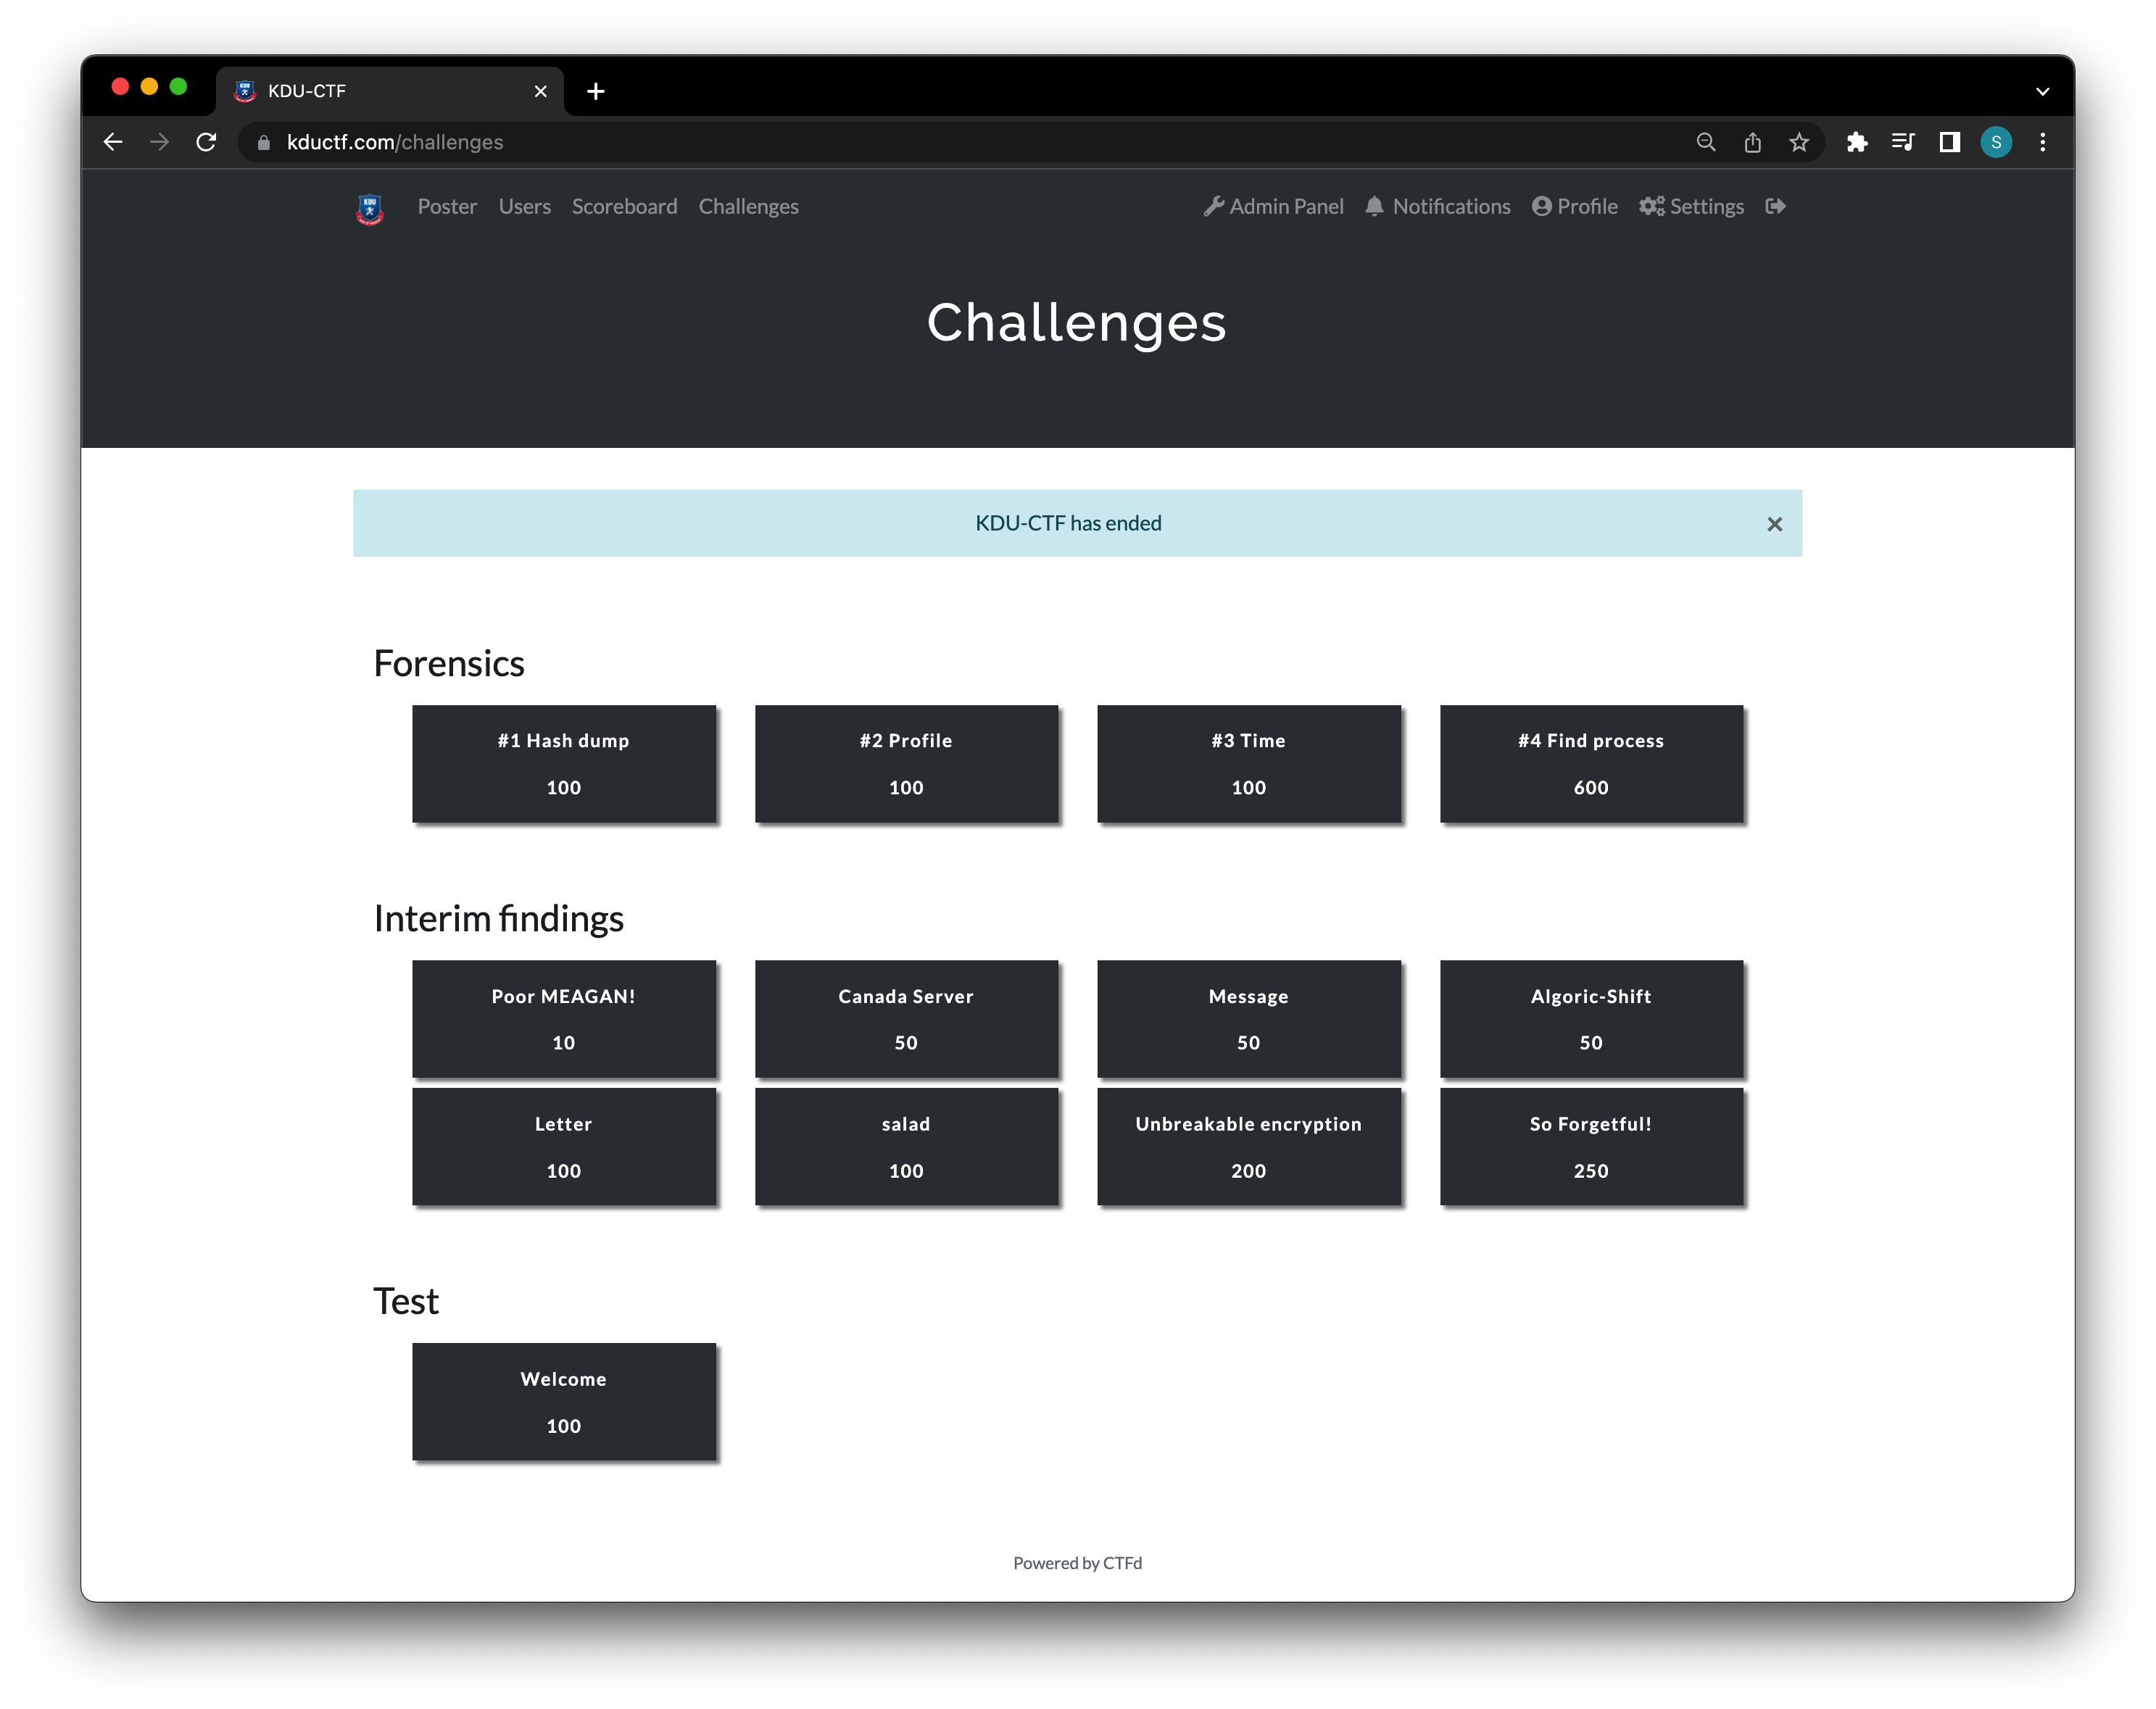 KDU-CTF
kductf.com/challenges
S
KDU
Poster Users Scoreboard Challenges Admin Panel Notifications Profile Settings
Challenges
KDU-CTF has ended
Forensics
#1 Hash dump #2 Profile #3 Time #4 Find process
100 100 100 600
Interim findings
Poor MEAGAN! Canada Server Message Algoric-Shift
10 50 50 50
Letter salad Unbreakable encryption So Forgetful!
100 100 200 250
Test
Welcome
100
Powered by CTFd